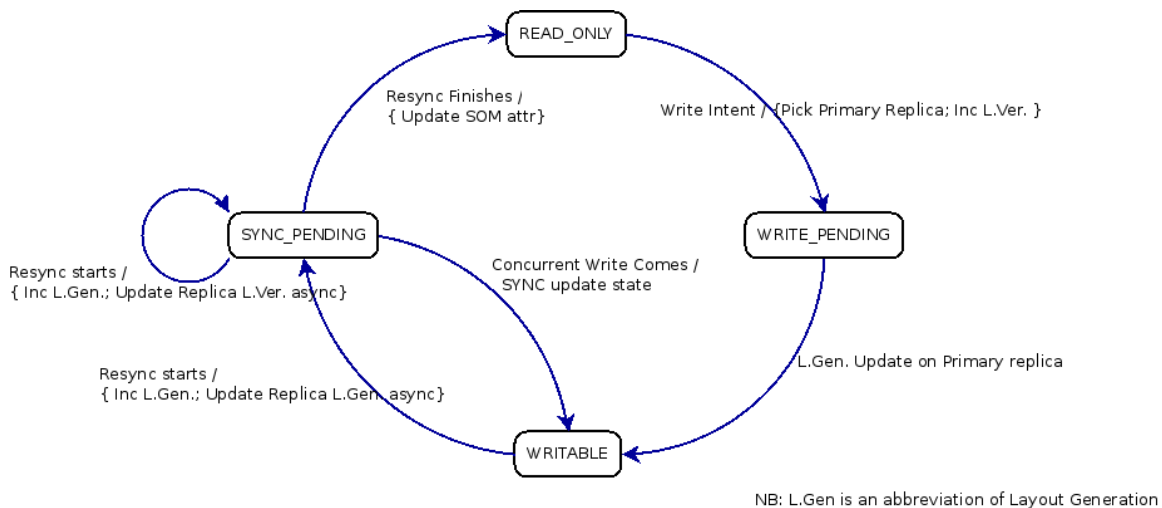 READ_ONLY
Resync Finishes /
{ Update SOM attr}
Write Intent / {Pick Primary Replica; Inc L.Ver. }
SYNC_PENDING
WRITE_PENDING
Resync starts /
{ Inc L.Gen.; Update Replica L.Ver. async}
Concurrent Write Comes /
SYNC update state
L.Gen. Update on Primary replica
Resync starts /
{ Inc L.Gen.; Update Replica L.Gen. async}
WRITABLE
NB: L.Gen is an abbreviation of Layout Generation